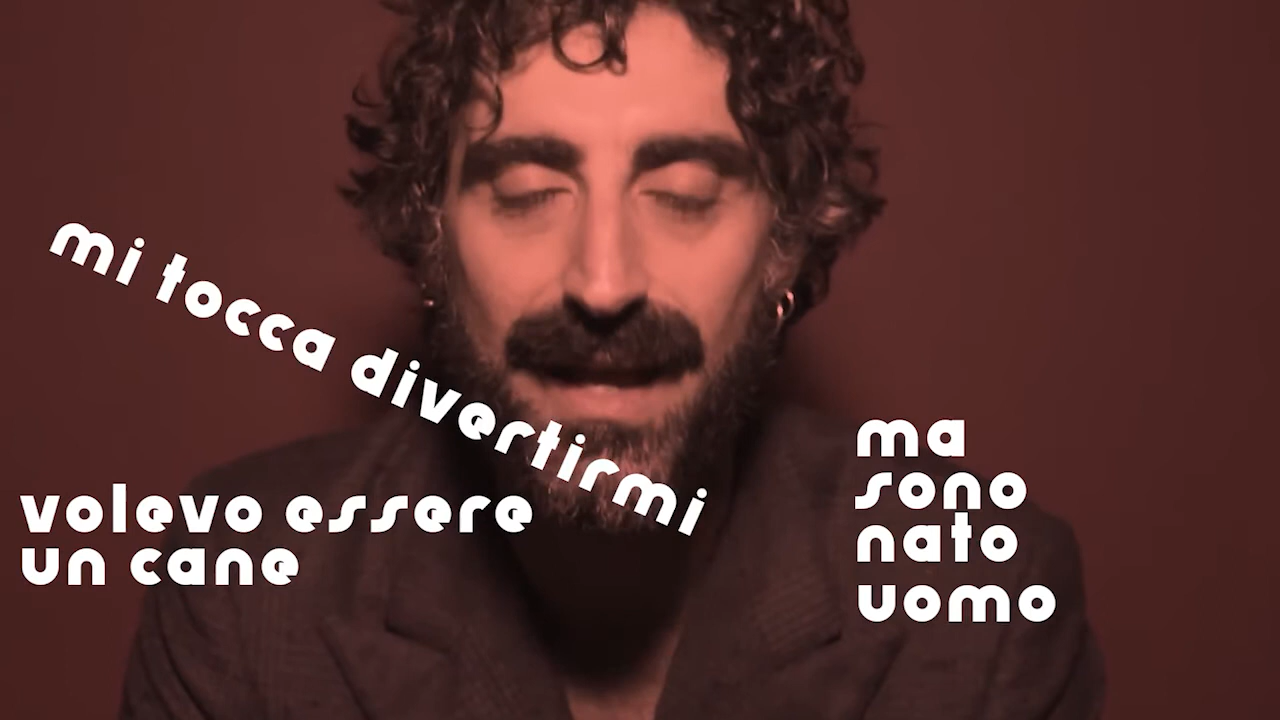 mi tocca divertirmi
volevo essere
un cane
ma
sono
nato
uomo